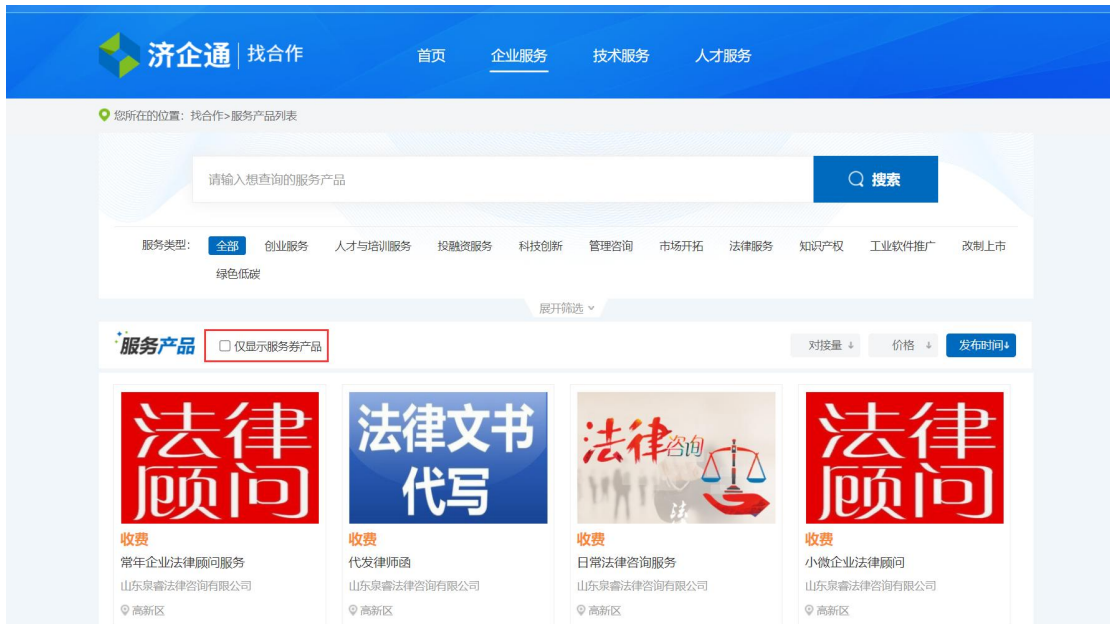 济企通 找合作 首页 企业服务 技术服务 人才服务
您所在的位置：找合作>服务产品列表
请输入想查询的服务产品 搜索
服务类型: 全部 创业服务 人才与培训服务 投融资服务 科技创新 管理咨询 市场开拓 法律服务 知识产权 工业软件推广 改制上市
绿色低碳
展开筛选
服务产品 仅显示服务券产品 对接量 价格 发布时间
法律 法律文书 法律咨询 法律
顾问 代写 法 顾问
收费 收费 收费 收费
常年企业法律顾问服务 代发律师函 日常法律咨询服务 小微企业法律顾问
山东泉睿法律咨询有限公司 山东泉睿法律咨询有限公司 山东泉睿法律咨询有限公司 山东泉睿法律咨询有限公司
高新区 高新区 高新区 高新区